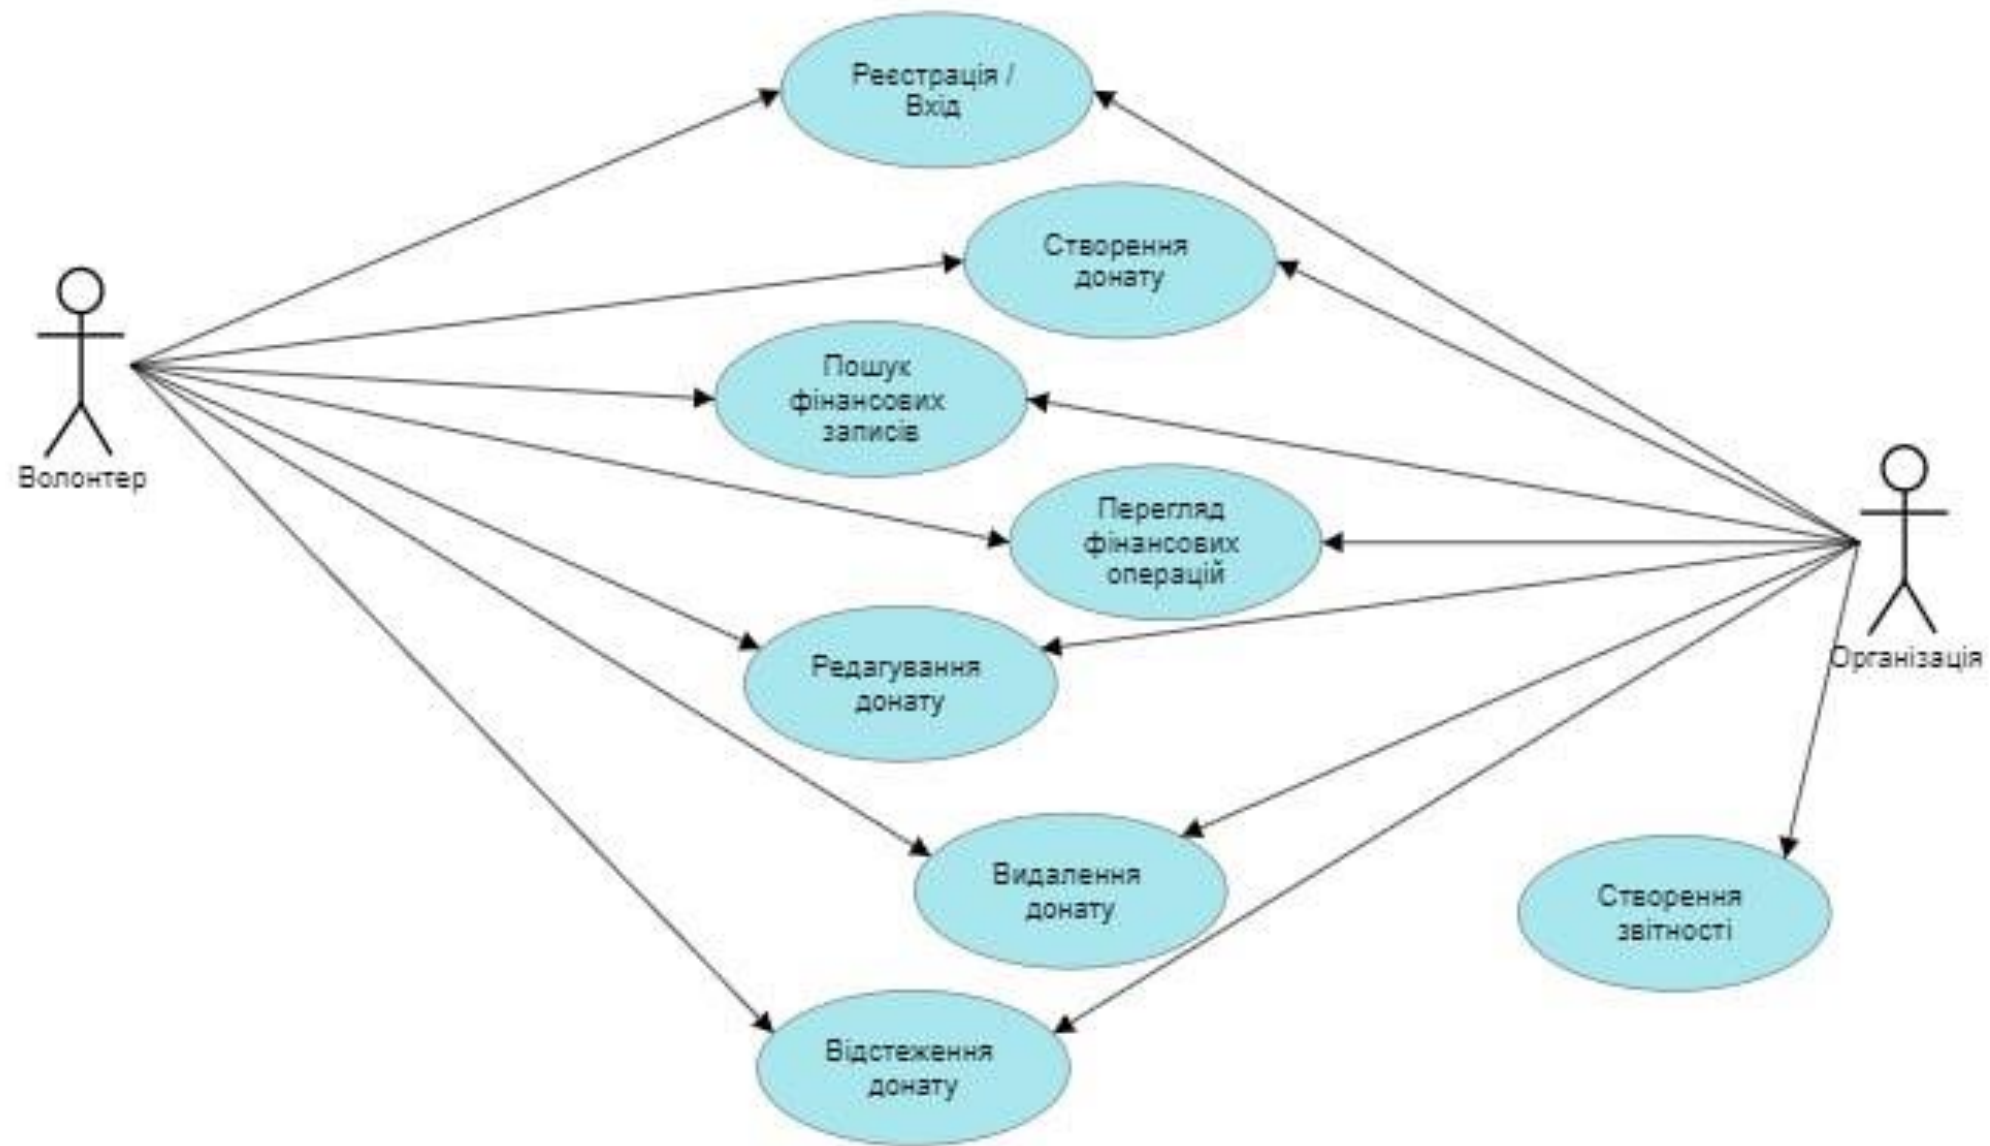 Реєстрація /
Вхід
Створення
донату
Пошук
фінансових
записів
Волонтер
Перегляд
фінансових
операцій
Організація
Редагування
донату
Видалення
донату
Створення
звітності
Відстеження
донату